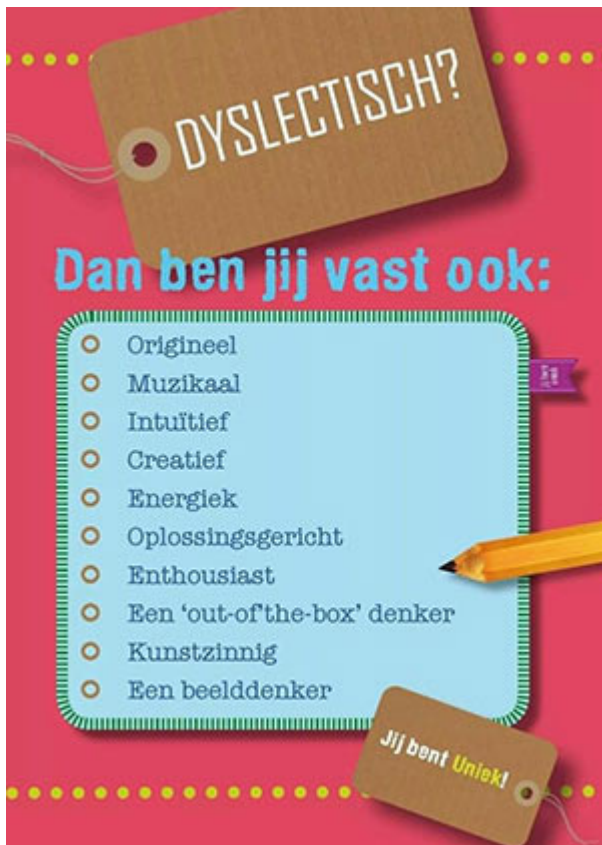 DYSLECTISCH?
Dan ben jij vast ook:
Origineel
Muzikaal
Intuïtief
Creatief
Energiek
Oplossingsgericht
Enthousiast
Een ‘out-of’the-box’ denker
Kunstzinnig
Een beelddenker
Jij bent Uniek!